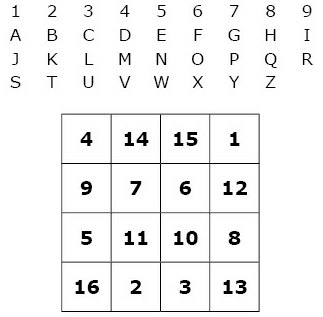 1 2 3 4 5 6 7 8 9
A B C D E F G H I
J K L M N O P Q R
S T U V W X Y Z
4 14 15 1
9 7 6 12
5 11 10 8
16 2 3 13